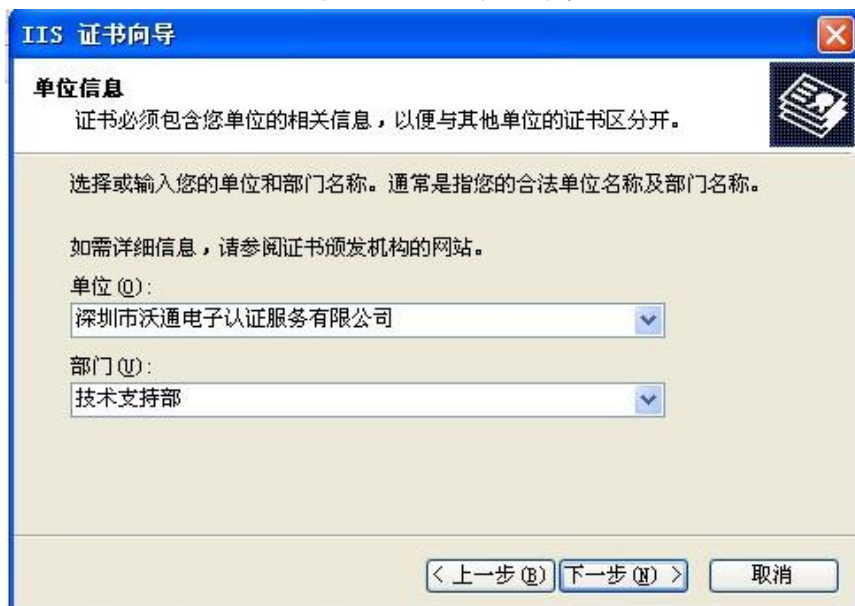 IIS 证书向导
单位信息
证书必须包含您单位的相关信息，以便与其他单位的证书区分开。
选择或输入您的单位和部门名称。通常是指您的合法单位名称及部门名称。
如需详细信息，请参阅证书颁发机构的网站。
单位(O):
深圳市沃通电子认证服务有限公司
部门(U):
技术支持部
< 上一步(B) 下一步(N) > 取消